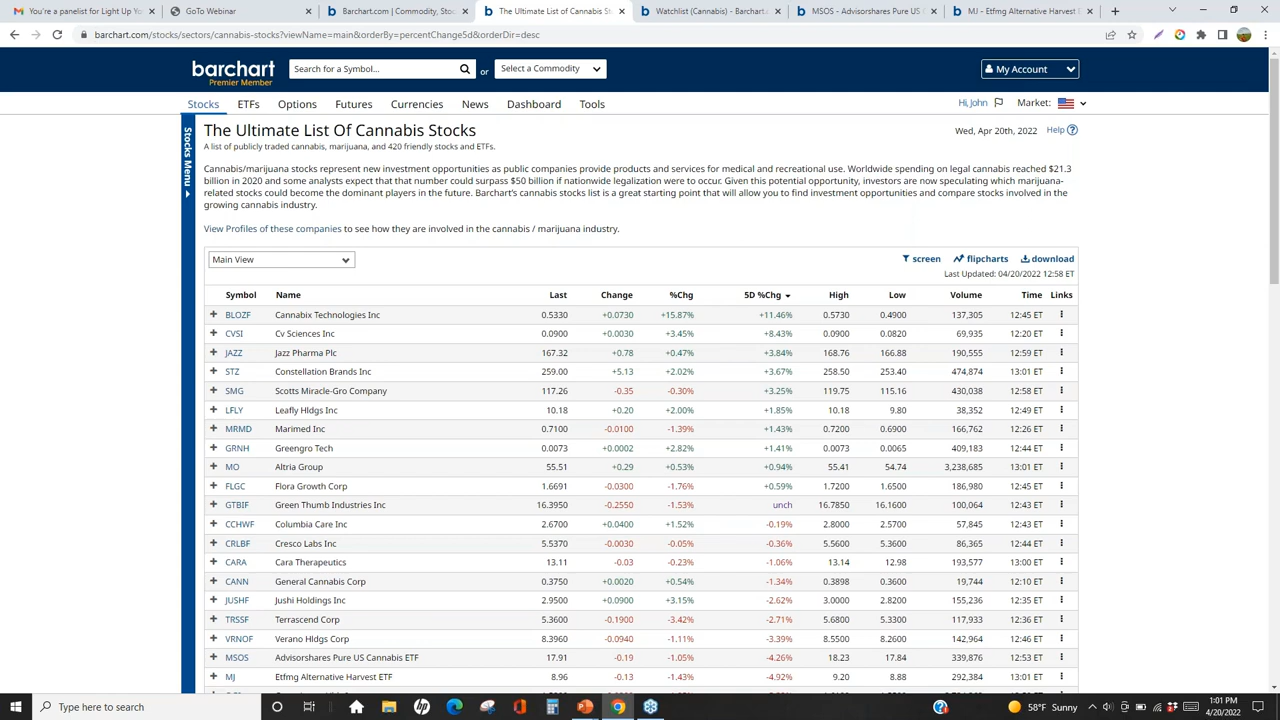 You're a panelist for Light Up Yo
GoTo Webinar
Barchart.com | Commodity, Stoc
The Ultimate List of Cannabis St
Watchlist (Cannabis) - Barchart.c
MSOS - Advisorshares Pure US C
MJ - Etfmg Alternative Harvest E
barchart.com/stocks/sectors/cannabis-stocks?viewName=main&orderBy=percentChange5d&orderDir=desc
barchart
Premier Member
Search for a Symbol...
or
Select a Commodity
My Account
Stocks ETFs Options Futures Currencies News Dashboard Tools
Hi, John Market:
Stocks Menu
The Ultimate List Of Cannabis Stocks
Wed, Apr 20th, 2022 Help
A list of publicly traded cannabis, marijuana, and 420 friendly stocks and ETFs.
Cannabis/marijuana stocks represent new investment opportunities as public companies provide products and services for medical and recreational use. Worldwide spending on legal cannabis reached $21.3
billion in 2020 and some analysts expect that that number could surpass $50 billion if nationwide legalization were to occur. Given this potential opportunity, investors are now speculating which marijuana-
related stocks could become the dominant players in the future. Barchart's cannabis stocks list is a great starting point that will allow you to find investment opportunities and compare stocks involved in the
growing cannabis industry.
View Profiles of these companies to see how they are involved in the cannabis / marijuana industry.
Main View
screen flipcharts download
Last Updated: 04/20/2022 12:58 ET
Symbol Name Last Change %Chg 5D %Chg High Low Volume Time Links
BLOZF Cannabix Technologies Inc 0.5330 +0.0730 +15.87% +11.46% 0.5730 0.4900 137,305 12:45 ET
CVSI Cv Sciences Inc 0.0900 +0.0030 +3.45% +8.43% 0.0900 0.0820 69,935 12:20 ET
JAZZ Jazz Pharma Plc 167.32 +0.78 +0.47% +3.84% 168.76 166.88 190,555 12:59 ET
STZ Constellation Brands Inc 259.00 +5.13 +2.02% +3.67% 258.50 253.40 474,874 13:01 ET
SMG Scotts Miracle-Gro Company 117.26 -0.35 -0.30% +3.25% 119.75 115.16 430,038 12:58 ET
LFLY Leafly Hldgs Inc 10.18 +0.20 +2.00% +1.85% 10.18 9.80 38,352 12:49 ET
MRMD Marimed Inc 0.7100 -0.0100 -1.39% +1.43% 0.7200 0.6900 166,762 12:26 ET
GRNH Greengro Tech 0.0073 +0.0002 +2.82% +1.41% 0.0073 0.0065 409,183 12:44 ET
MO Altria Group 55.51 +0.29 +0.53% +0.94% 55.41 54.74 3,238,685 13:01 ET
FLGC Flora Growth Corp 1.6691 -0.0300 -1.76% +0.59% 1.7200 1.6500 186,980 12:45 ET
GTBIF Green Thumb Industries Inc 16.3950 -0.2550 -1.53% unch 16.7850 16.1600 100,064 12:43 ET
CCHWF Columbia Care Inc 2.6700 +0.0400 +1.52% -0.19% 2.8000 2.5700 57,845 12:43 ET
CRLBF Cresco Labs Inc 5.5370 -0.0030 -0.05% -0.36% 5.5600 5.3600 86,365 12:44 ET
CARA Cara Therapeutics 13.11 -0.03 -0.23% -1.06% 13.14 12.98 193,577 13:00 ET
CANN General Cannabis Corp 0.3750 +0.0020 +0.54% -1.34% 0.3898 0.3600 19,744 12:10 ET
JUSHF Jushi Holdings Inc 2.9500 +0.0900 +3.15% -2.62% 3.0000 2.8200 155,236 12:35 ET
TRSSF Terrascend Corp 5.3600 -0.1900 -3.42% -2.71% 5.6800 5.3300 117,933 12:36 ET
VRNOF Verano Hldgs Corp 8.3960 -0.0940 -1.11% -3.39% 8.5500 8.2600 142,964 12:46 ET
MSOS Advisorshares Pure US Cannabis ETF 17.91 -0.19 -1.05% -4.26% 18.23 17.84 339,876 12:53 ET
MJ Etfmg Alternative Harvest ETF 8.96 -0.13 -1.43% -4.92% 9.20 8.88 292,384 13:01 ET
Type here to search
58°F Sunny
1:01 PM
4/20/2022